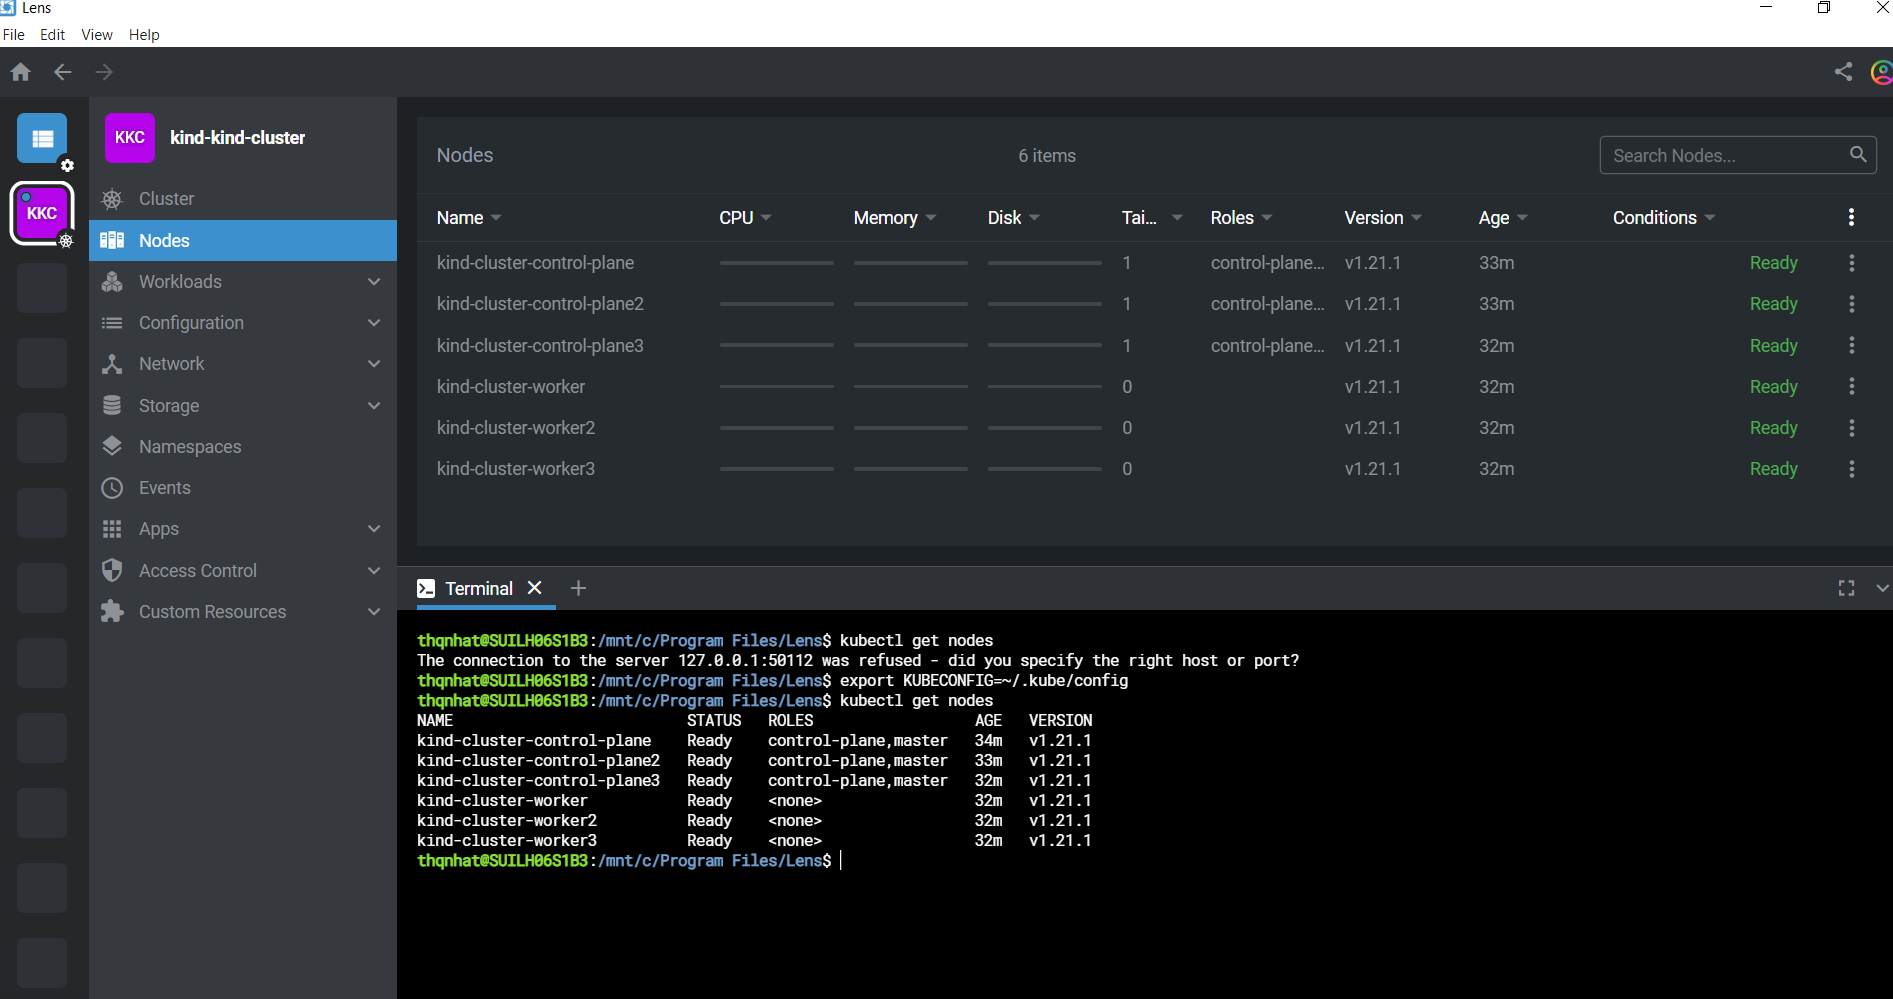 Lens
File Edit View Help
KKC kind-kind-cluster
KKC
Cluster
Nodes
Workloads
Configuration
Network
Storage
Namespaces
Events
Apps
Access Control
Custom Resources
Nodes 6 items Search Nodes...
Name CPU Memory Disk Tai... Roles Version Age Conditions
kind-cluster-control-plane 1 control-plane... v1.21.1 33m Ready
kind-cluster-control-plane2 1 control-plane... v1.21.1 33m Ready
kind-cluster-control-plane3 1 control-plane... v1.21.1 32m Ready
kind-cluster-worker 0 v1.21.1 32m Ready
kind-cluster-worker2 0 v1.21.1 32m Ready
kind-cluster-worker3 0 v1.21.1 32m Ready
Terminal
thqnhat@SUILH06S1B3:/mnt/c/Program Files/Lens$ kubectl get nodes
The connection to the server 127.0.0.1:50112 was refused - did you specify the right host or port?
thqnhat@SUILH06S1B3:/mnt/c/Program Files/Lens$ export KUBECONFIG=~/.kube/config
thqnhat@SUILH06S1B3:/mnt/c/Program Files/Lens$ kubectl get nodes
NAME STATUS ROLES AGE VERSION
kind-cluster-control-plane Ready control-plane,master 34m v1.21.1
kind-cluster-control-plane2 Ready control-plane,master 33m v1.21.1
kind-cluster-control-plane3 Ready control-plane,master 32m v1.21.1
kind-cluster-worker Ready <none> 32m v1.21.1
kind-cluster-worker2 Ready <none> 32m v1.21.1
kind-cluster-worker3 Ready <none> 32m v1.21.1
thqnhat@SUILH06S1B3:/mnt/c/Program Files/Lens$